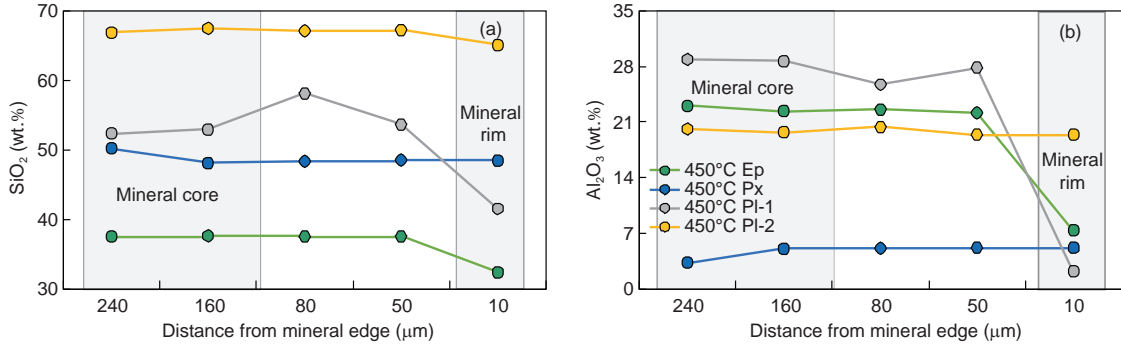 70
60
50
40
30
SiO₂ (wt.%)
(a)
Mineral
rim
Mineral core
240
160
80
50
10
Distance from mineral edge (μm)
35
28
21
14
7
0
Al₂O₃ (wt.%)
(b)
Mineral core
Mineral
rim
450°C Ep
450°C Px
450°C Pl-1
450°C Pl-2
240
160
80
50
10
Distance from mineral edge (μm)